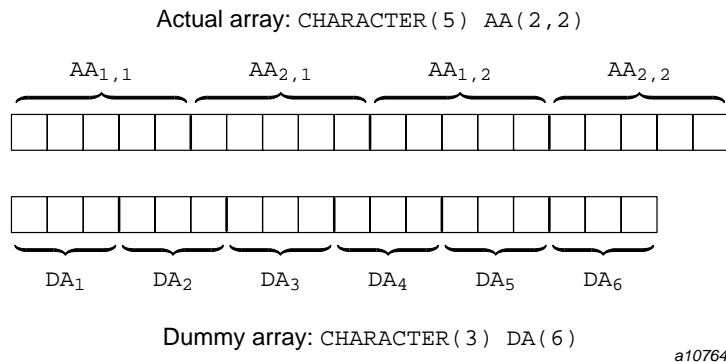 Actual array: CHARACTER(5) AA(2,2)
AA1,1 AA2,1 AA1,2 AA2,2
DA1 DA2 DA3 DA4 DA5 DA6
Dummy array: CHARACTER(3) DA(6)
a10764